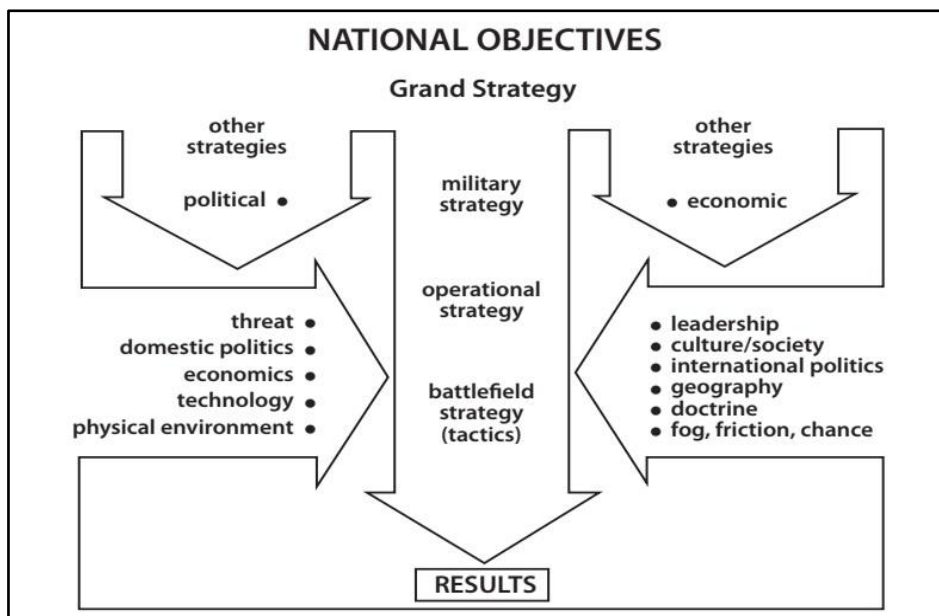 NATIONAL OBJECTIVES
Grand Strategy
other
strategies
political •
military
strategy
other
strategies
• economic
operational
strategy
threat •
domestic politics •
economics •
technology •
physical environment •
battlefield
strategy
(tactics)
• leadership
• culture/society
• international politics
• geography
• doctrine
• fog, friction, chance
RESULTS